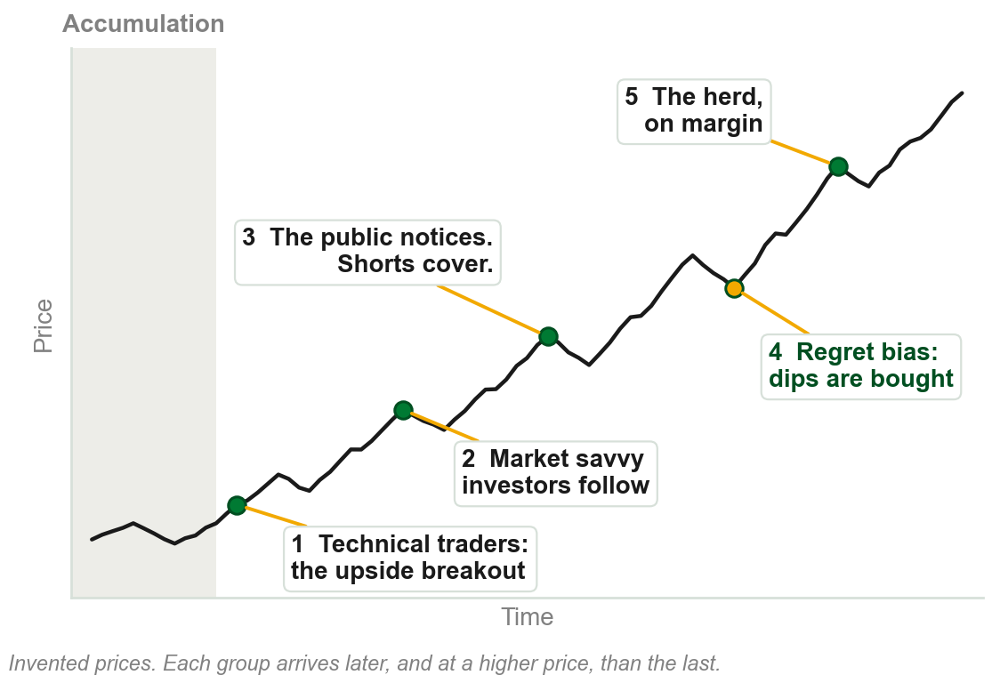 Accumulation
5 The herd,
on margin
3 The public notices.
Shorts cover.
4 Regret bias:
dips are bought
2 Market savvy
investors follow
1 Technical traders:
the upside breakout
Price
Time
Invented prices. Each group arrives later, and at a higher price, than the last.